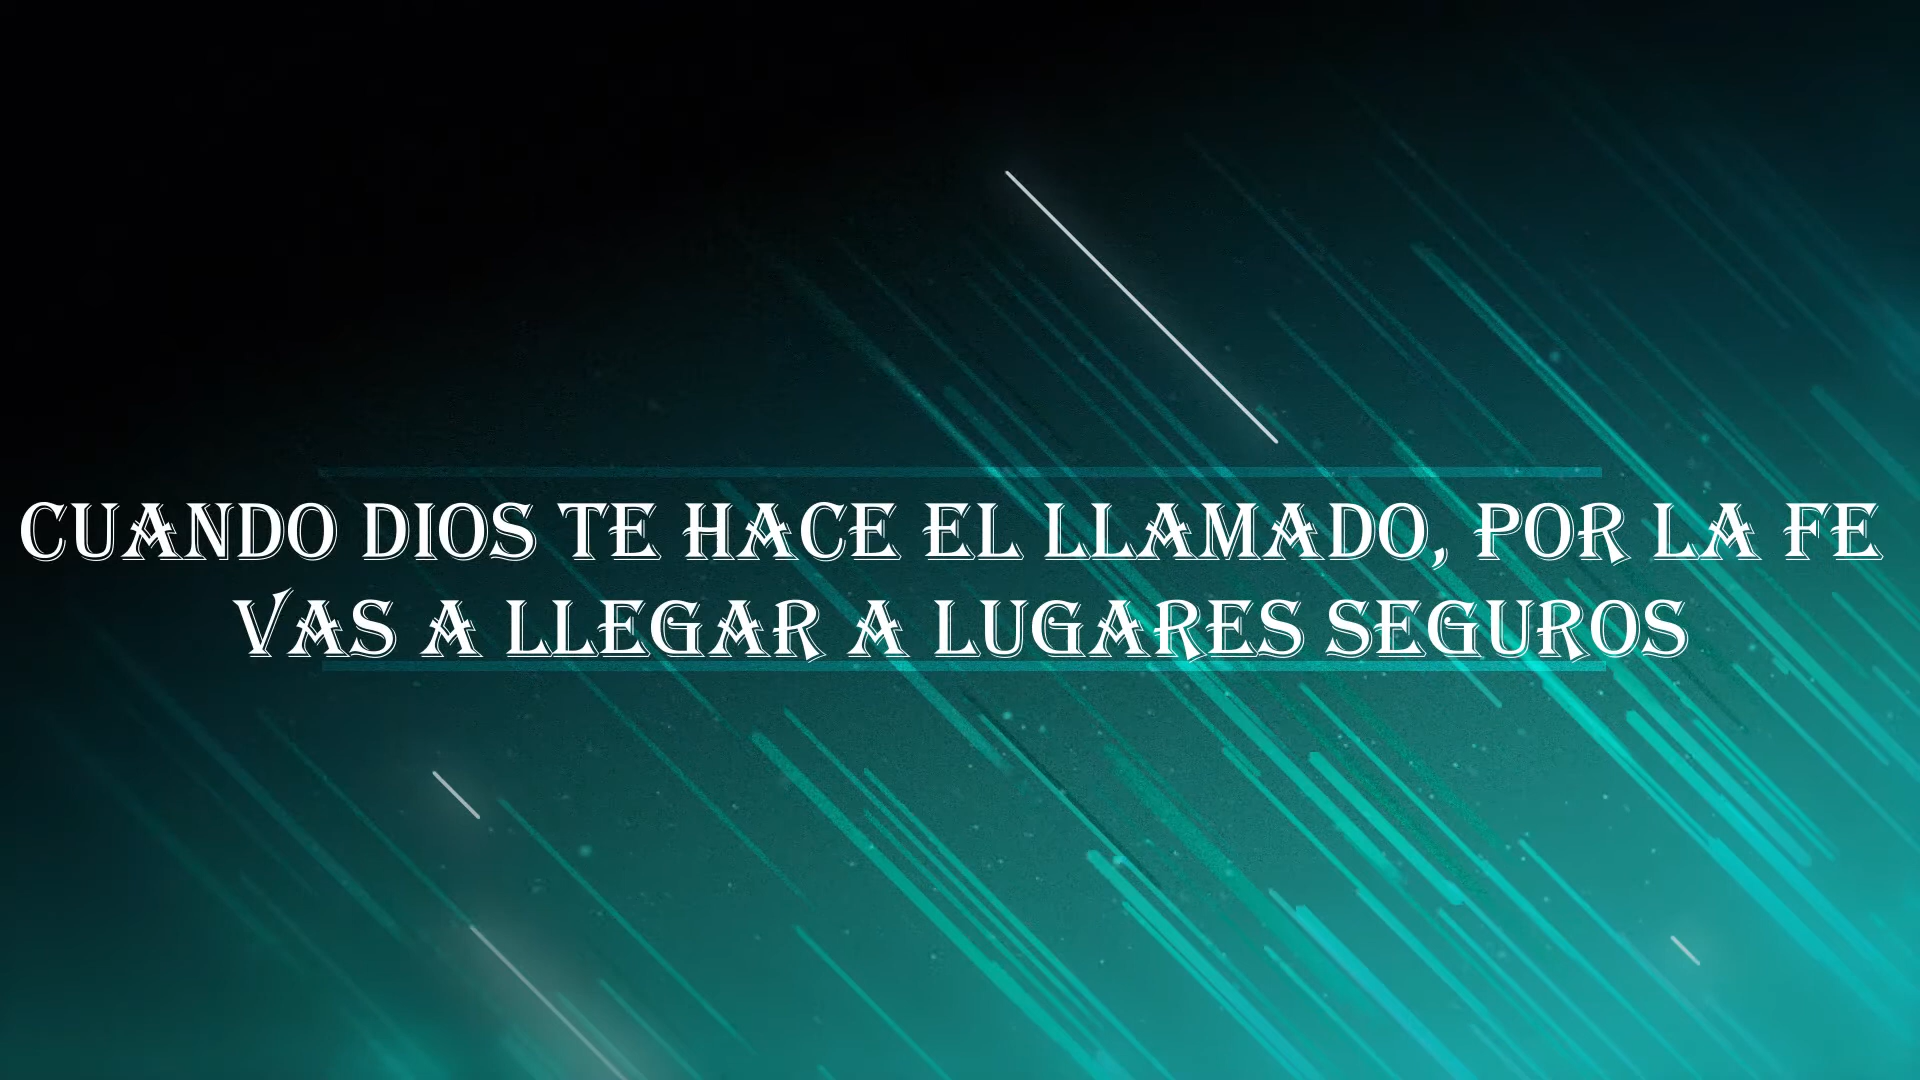 CUANDO DIOS TE HACE EL LLAMADO, POR LA FE
VAS A LLEGAR A LUGARES SEGUROS